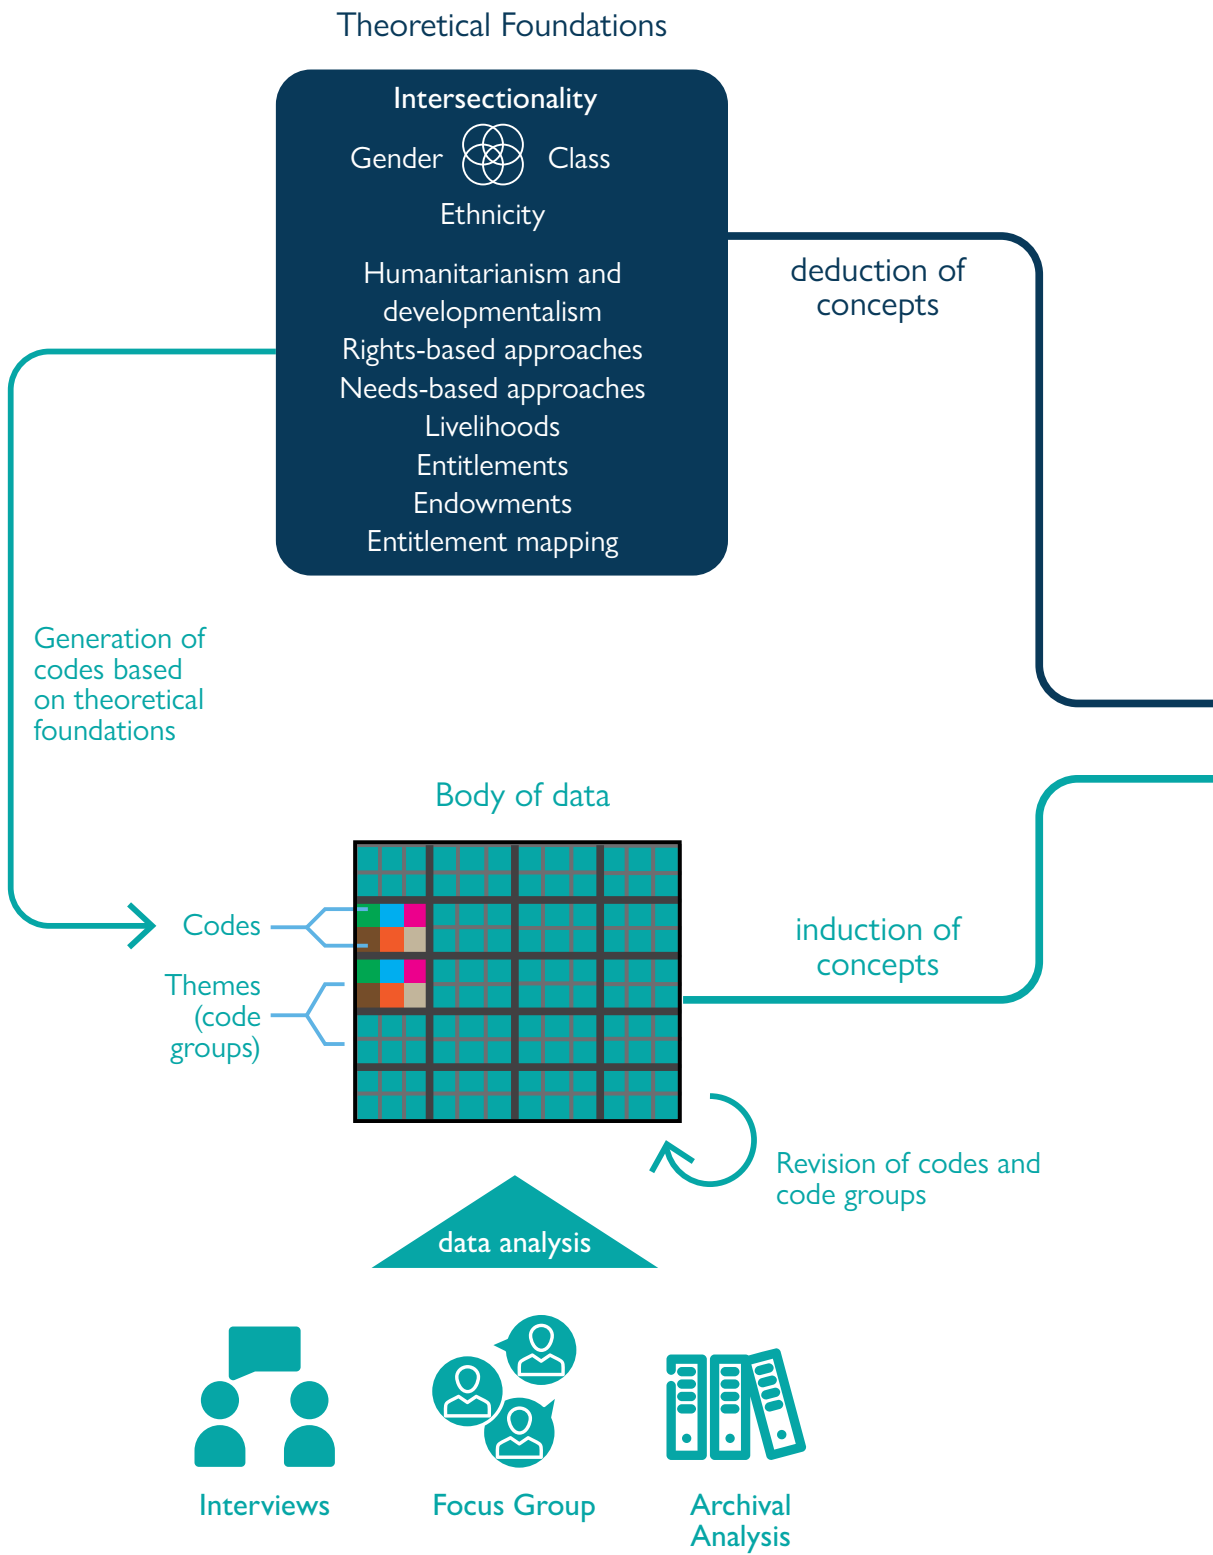 Theoretical Foundations
Intersectionality
Gender
Class
Ethnicity
Humanitarianism and
developmentalism
Rights-based approaches
Needs-based approaches
Livelihoods
Entitlements
Endowments
Entitlement mapping
deduction of
concepts
Generation of
codes based
on theoretical
foundations
Body of data
Codes
Themes
(code
groups)
induction of
concepts
Revision of codes and
code groups
data analysis
Interviews
Focus Group
Archival
Analysis